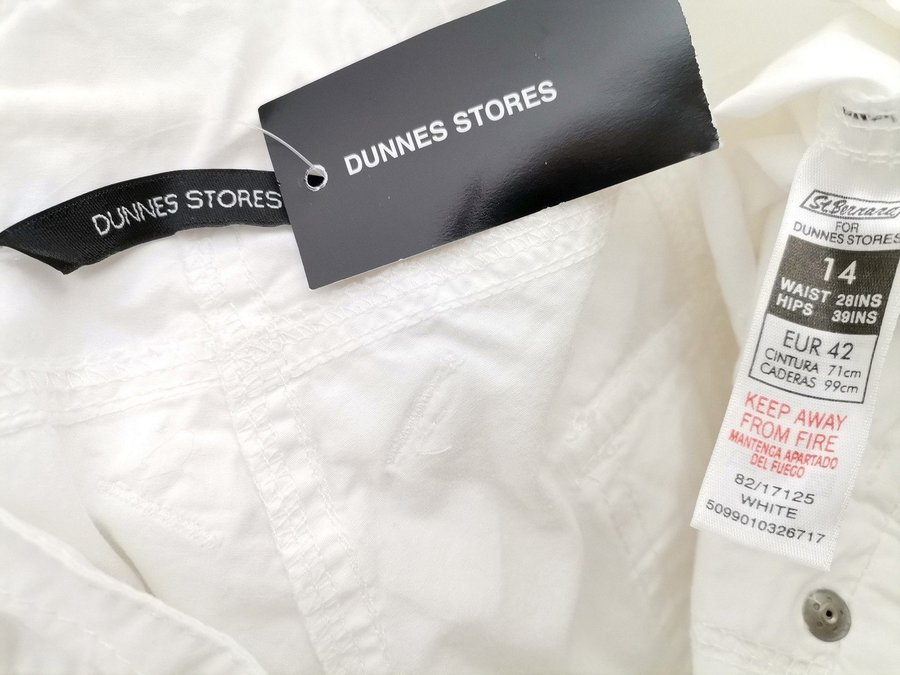 DUNNES STORES
DUNNES STORES
St. Bernard
FOR
DUNNES STORES
14
WAIST 28INS
HIPS 39INS
EUR 42
CINTURA 71cm
CADERAS 99cm
KEEP AWAY
FROM FIRE
MANTENGA APARTADO
DEL FUEGO
82/17125
WHITE
5099010326717